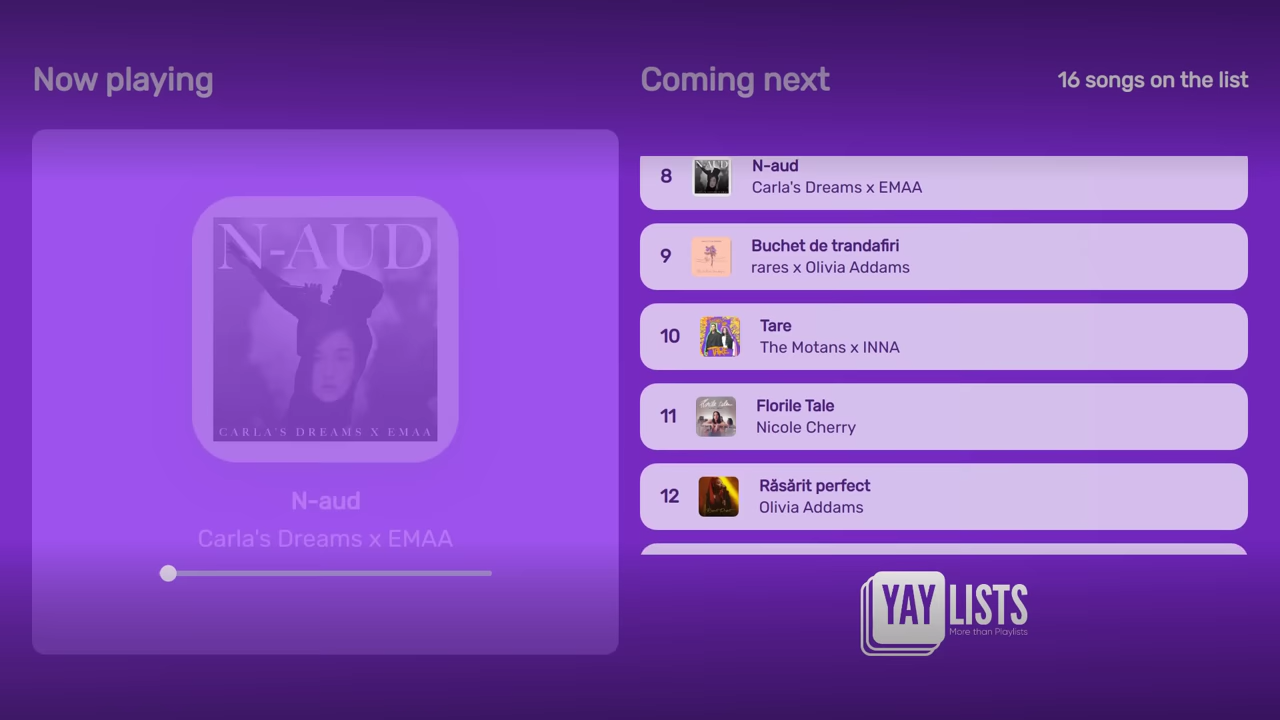 Now playing
N-AUD
CARLA'S DREAMS X EMAA
N-aud
Carla's Dreams x EMAA
Coming next
16 songs on the list
8
N-AUD
N-aud
Carla's Dreams x EMAA
9
Buchet de trandafiri
rares x Olivia Addams
10
Tare
The Motans x INNA
11
Florile Tale
Nicole Cherry
12
Răsărit perfect
Olivia Addams
YAY LISTS
More than Playlists